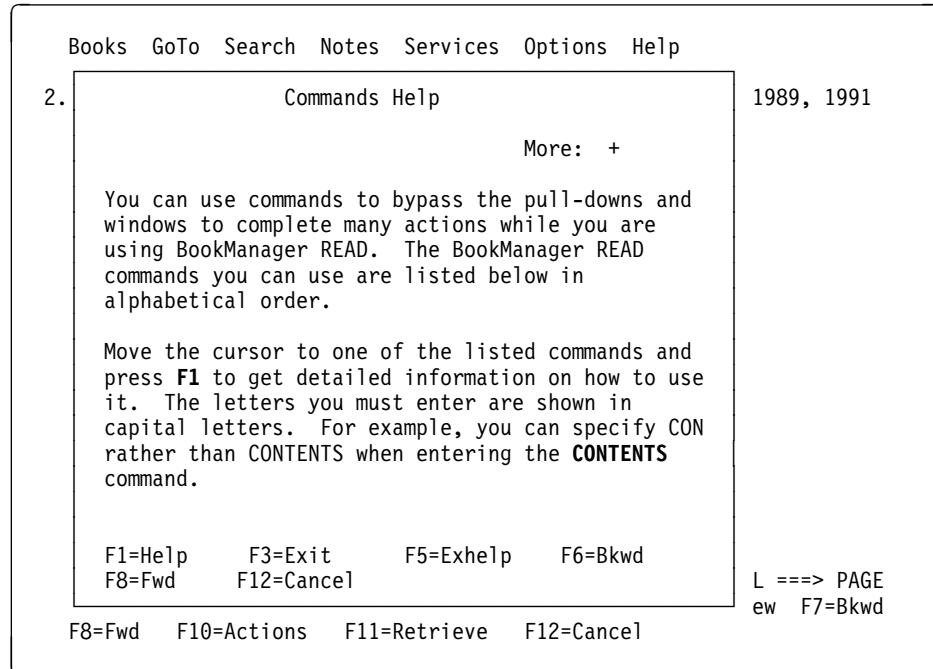 Books GoTo Search Notes Services Options Help
2. Commands Help 1989, 1991
More: +
You can use commands to bypass the pull-downs and
windows to complete many actions while you are
using BookManager READ. The BookManager READ
commands you can use are listed below in
alphabetical order.
Move the cursor to one of the listed commands and
press F1 to get detailed information on how to use
it. The letters you must enter are shown in
capital letters. For example, you can specify CON
rather than CONTENTS when entering the CONTENTS
command.
F1=Help F3=Exit F5=Exhelp F6=Bkwd
F8=Fwd F12=Cancel L ===> PAGE
ew F7=Bkwd
F8=Fwd F10=Actions F11=Retrieve F12=Cancel